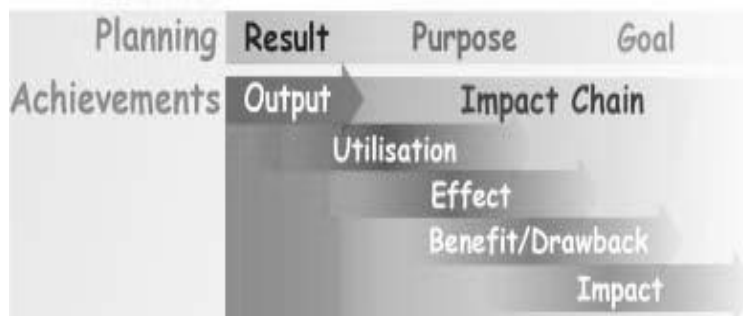 Planning Result Purpose Goal
Achievements Output Impact Chain
Utilisation
Effect
Benefit/Drawback
Impact